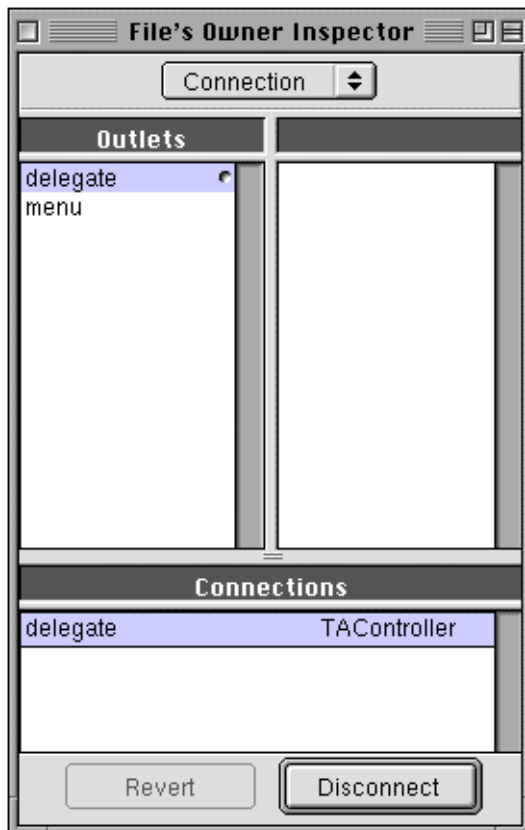 File's Owner Inspector
Connection
Outlets
delegate
menu
Connections
delegate TAController
Revert Disconnect